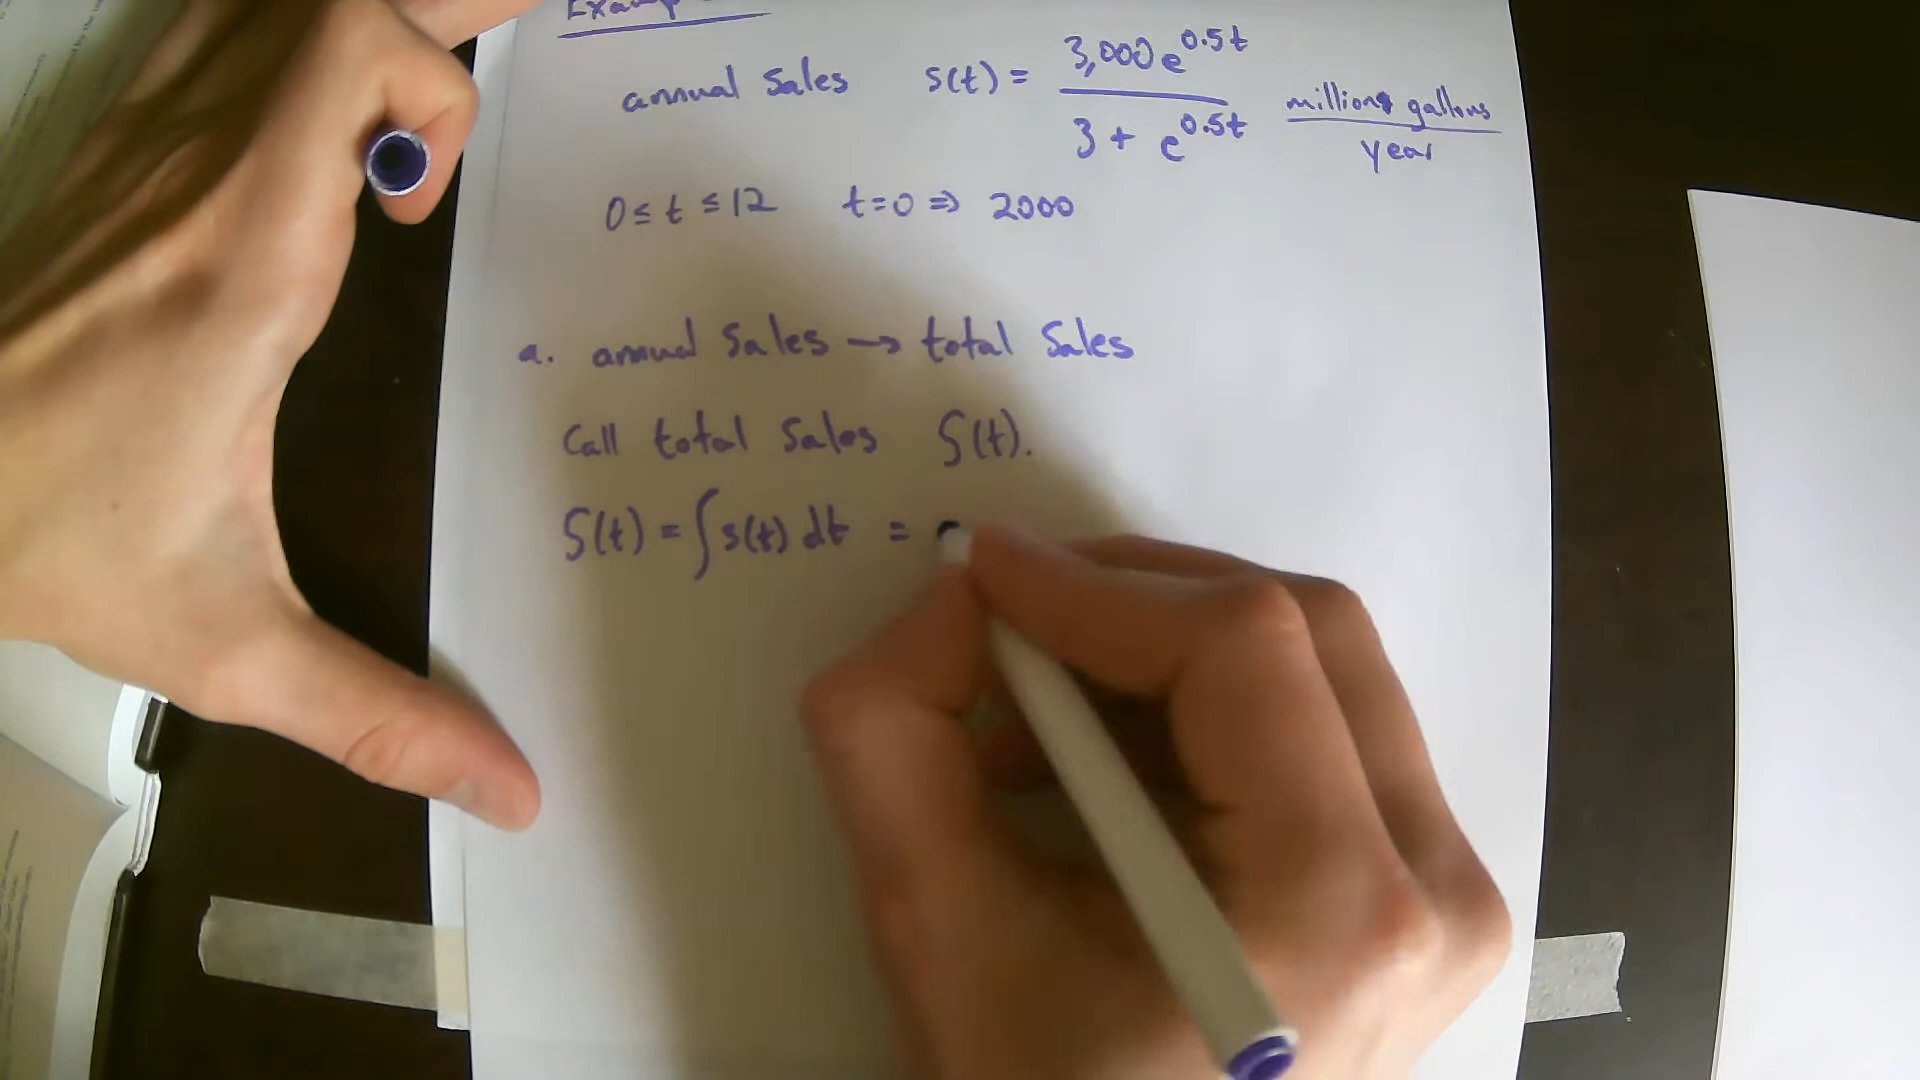 annual sales s(t) = 3,000e^0.5t / 3 + e^0.5t millions gallons / year
0 ≤ t ≤ 12 t=0 ⇒ 2000
a. annual sales → total sales
Call total sales S(t).
S(t) = ∫ s(t) dt =